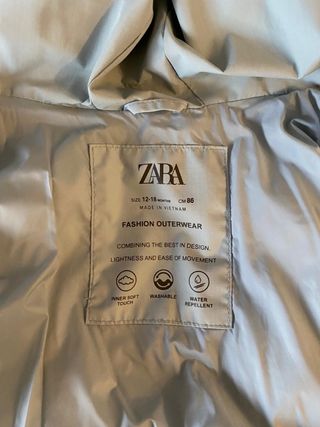 ZARA
SIZE 12-18 MONTHS CM 86
MADE IN VIETNAM
FASHION OUTERWEAR
COMBINING THE BEST IN DESIGN.
LIGHTNESS AND EASE OF MOVEMENT
INNER SOFT TOUCH
WASHABLE
WATER REPELLENT